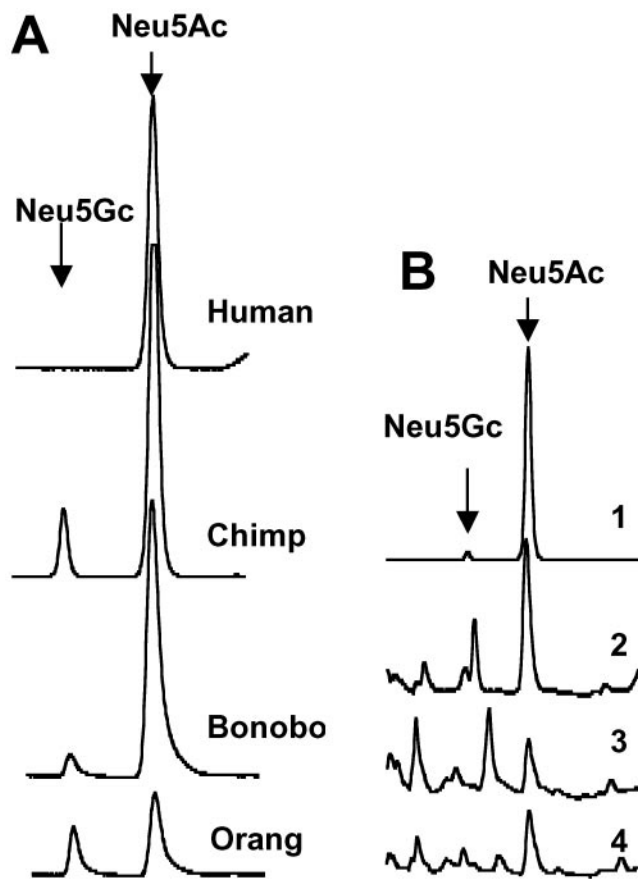 A
Neu5Ac
Neu5Gc
Human
Chimp
Bonobo
Orang
B
Neu5Ac
Neu5Gc
1
2
3
4